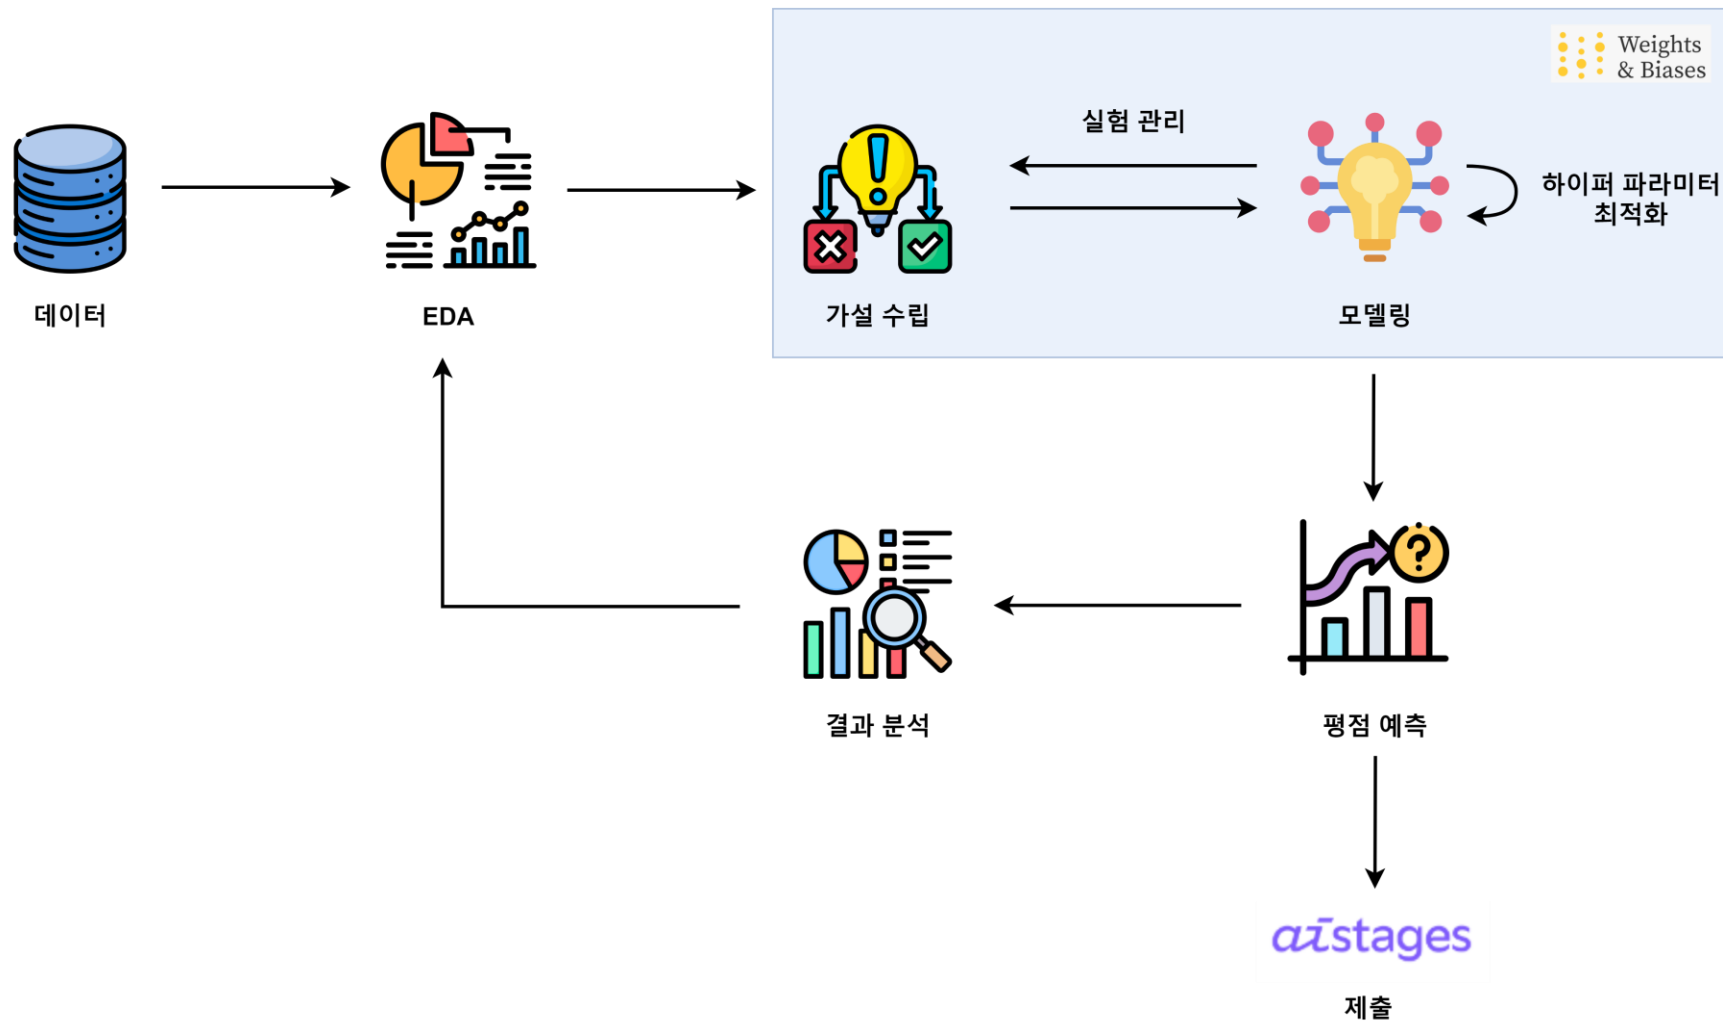 Weights
& Biases
실험 관리
하이퍼 파라미터
최적화
데이터
EDA
가설 수립
모델링
결과 분석
평점 예측
aistages
제출